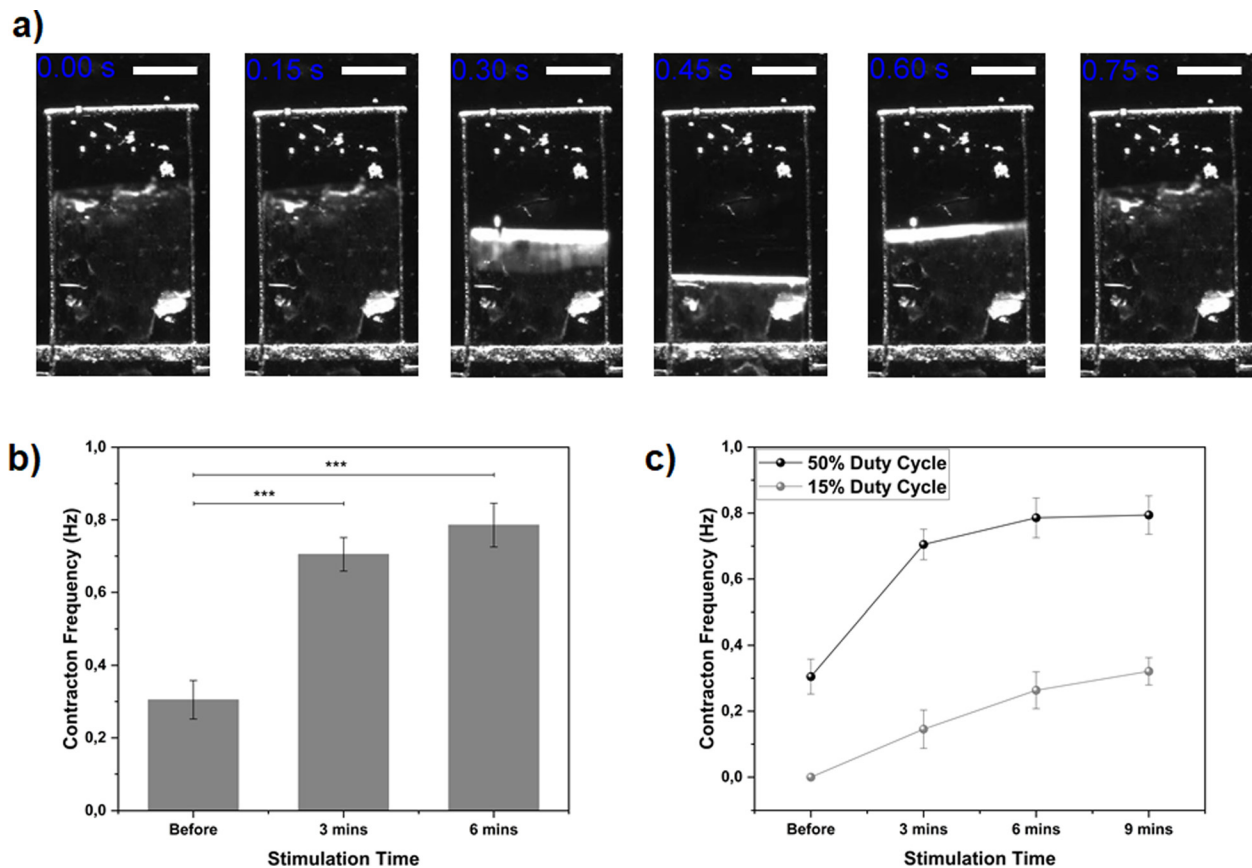 a)
0.00 s
0.15 s
0.30 s
0.45 s
0.60 s
0.75 s
b)
1,0
0,8
0,6
0,4
0,2
0,0
Contracton Frequency (Hz)
***
***
Before
3 mins
6 mins
Stimulation Time
c)
1,0
0,8
0,6
0,4
0,2
0,0
Contracton Frequency (Hz)
50% Duty Cycle
15% Duty Cycle
Before
3 mins
6 mins
9 mins
Stimulation Time